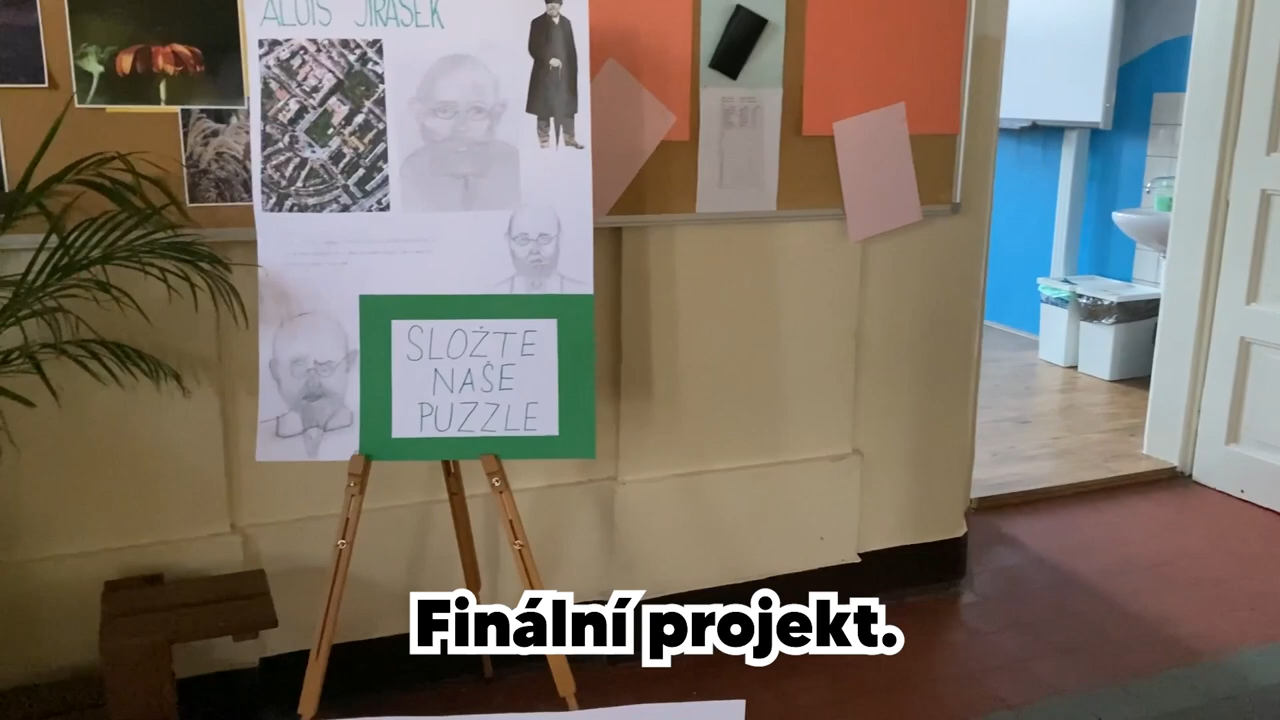 ALOIS JIRÁSEK
SLOŽTE
NAŠE
PUZZLE
Finální projekt.